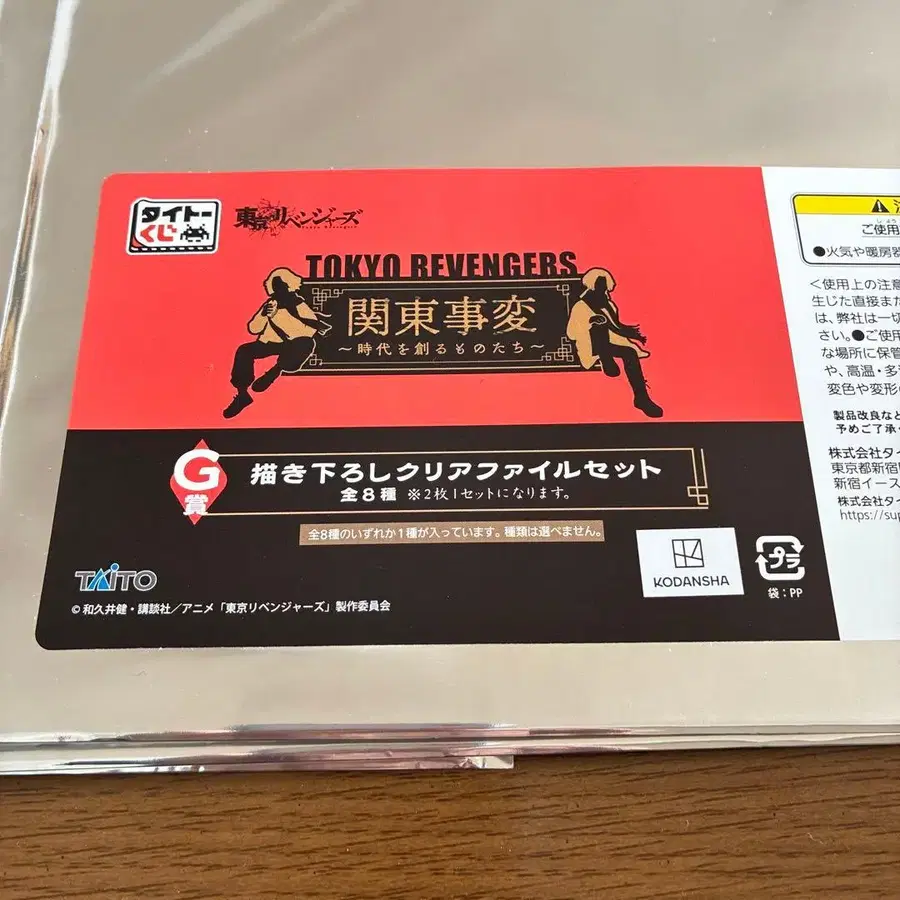 タイトーくじ
東京リベンジャーズ
TOKYO REVENGERS
関東事変
～時代を創るものたち～
G賞
描き下ろしクリアファイルセット
全8種 ※2枚1セットになります。
全8種のいずれか1種が入っています。種類は選べません。
TAITO
©和久井健・講談社／アニメ「東京リベンジャーズ」製作委員会
KODANSHA
プラ
袋：PP
ご使用
●火気や暖房器
＜使用上の注意
生じた直接また
は、弊社は一切
さい。●ご使用
な場所に保管
や、高温・多
変色や変形
製品改良など
予めご了承く
株式会社タイ
東京都新宿
新宿イース
株式会社タイ
https://sup